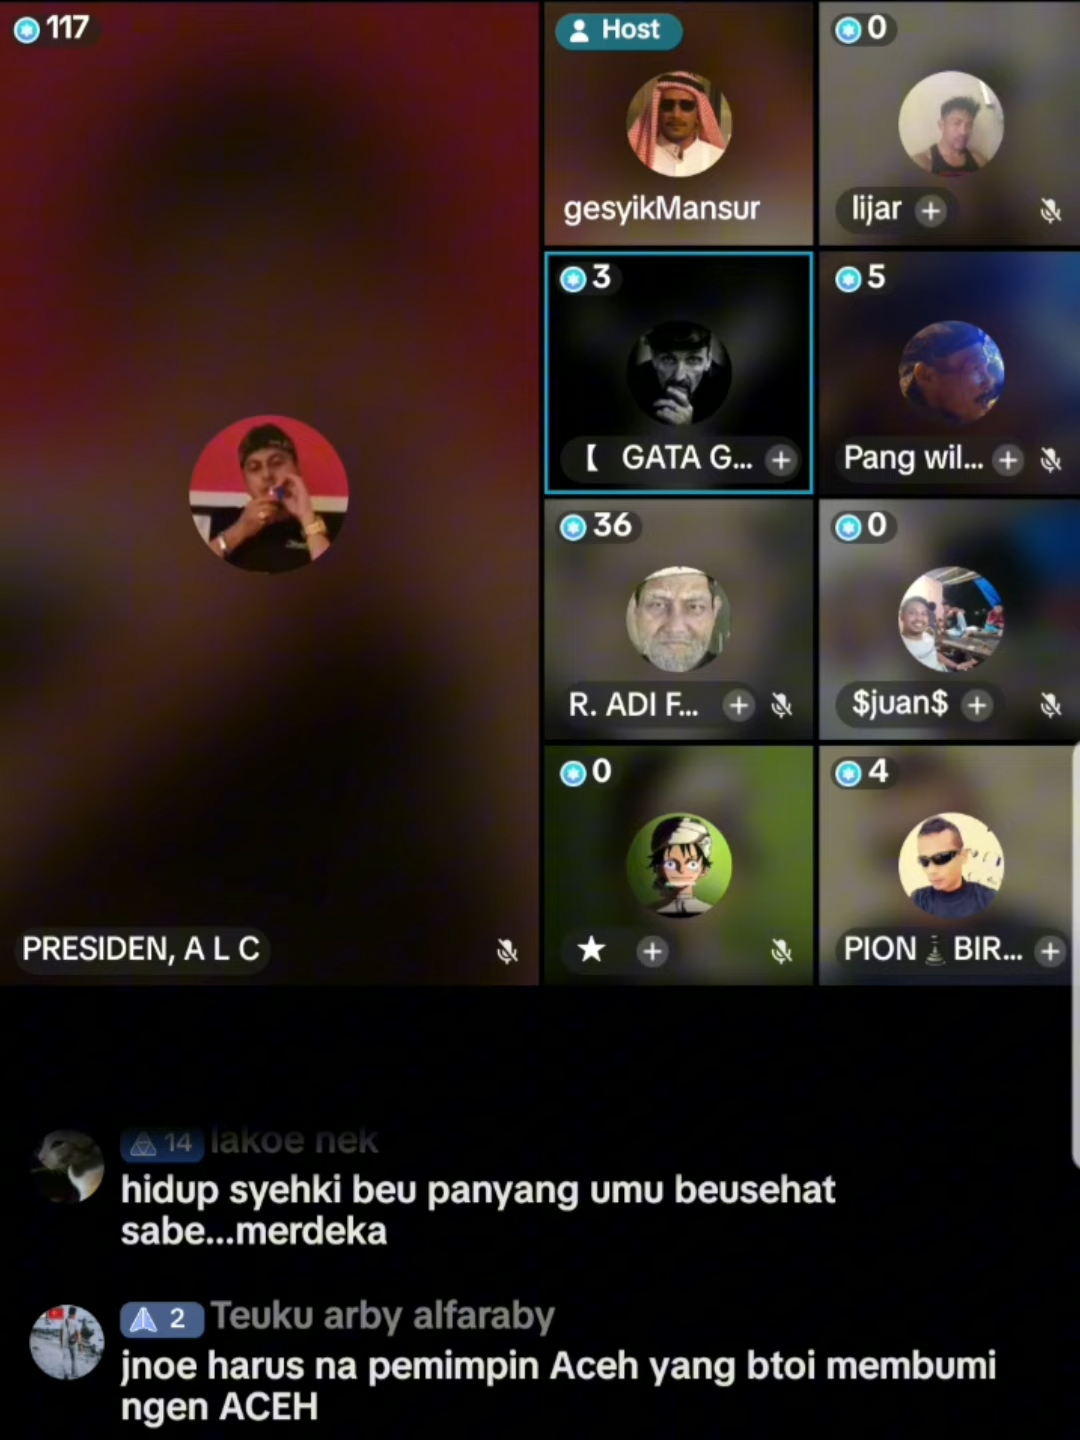 117
Host
gesyikMansur
0
lijar
3
【 GATA G...
5
Pang wil...
36
R. ADI F...
0
$juan$
0
★
4
PION BIR...
PRESIDEN, A L C
14 lakoe nek
hidup syehki beu panyang umu beusehat
sabe...merdeka
2 Teuku arby alfaraby
jnoe harus na pemimpin Aceh yang btoi membumi
ngen ACEH